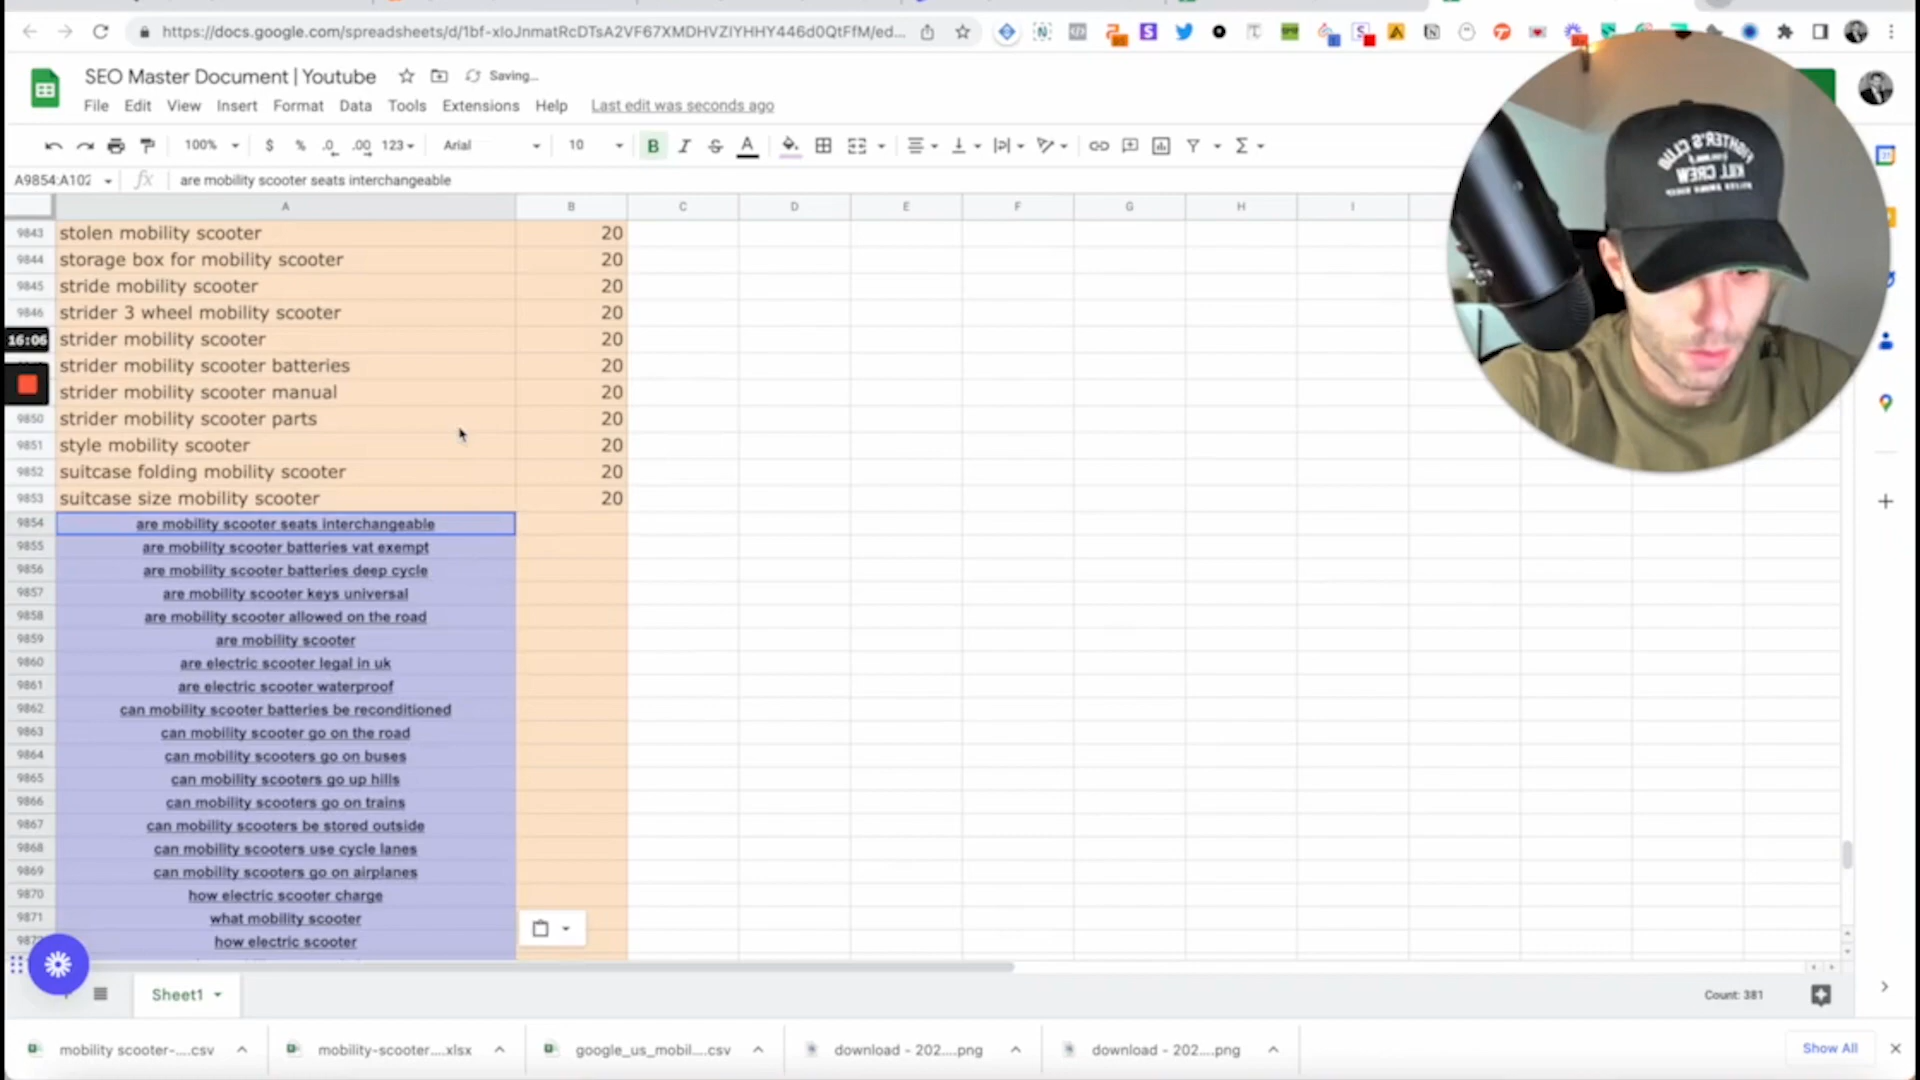 https://docs.google.com/spreadsheets/d/1bf-xloJnmatRcDTsA2VF67XMDHVZIYHHY446d0QtFfM/ed...
SEO Master Document | Youtube
Saving...
File Edit View Insert Format Data Tools Extensions Help Last edit was seconds ago
100% $ % .0 .00 123 Arial 10 B I S A
A9854:A102 fx are mobility scooter seats interchangeable
A B C D E F G H I
9843 stolen mobility scooter 20
9844 storage box for mobility scooter 20
9845 stride mobility scooter 20
9846 strider 3 wheel mobility scooter 20
16:06 strider mobility scooter 20
strider mobility scooter batteries 20
strider mobility scooter manual 20
9850 strider mobility scooter parts 20
9851 style mobility scooter 20
9852 suitcase folding mobility scooter 20
9853 suitcase size mobility scooter 20
9854 are mobility scooter seats interchangeable
9855 are mobility scooter batteries vat exempt
9856 are mobility scooter batteries deep cycle
9857 are mobility scooter keys universal
9858 are mobility scooter allowed on the road
9859 are mobility scooter
9860 are electric scooter legal in uk
9861 are electric scooter waterproof
9862 can mobility scooter batteries be reconditioned
9863 can mobility scooter go on the road
9864 can mobility scooters go on buses
9865 can mobility scooters go up hills
9866 can mobility scooters go on trains
9867 can mobility scooters be stored outside
9868 can mobility scooters use cycle lanes
9869 can mobility scooters go on airplanes
9870 how electric scooter charge
9871 what mobility scooter
9872 how electric scooter
Sheet1
Count: 381
mobility scooter-....csv
mobility-scooter....xlsx
google_us_mobil....csv
download - 202....png
download - 202....png
Show All
FIGHTER'S CLUB
KILL CREW